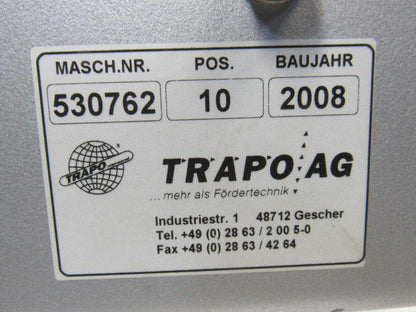 MASCH.NR. POS. BAUJAHR
530762 10 2008
TRAPO
TRAPO AG
... mehr als Fördertechnik
Industriestr. 1 48712 Gescher
Tel. +49 (0) 28 63 / 2 00 5-0
Fax +49 (0) 28 63 / 42 64